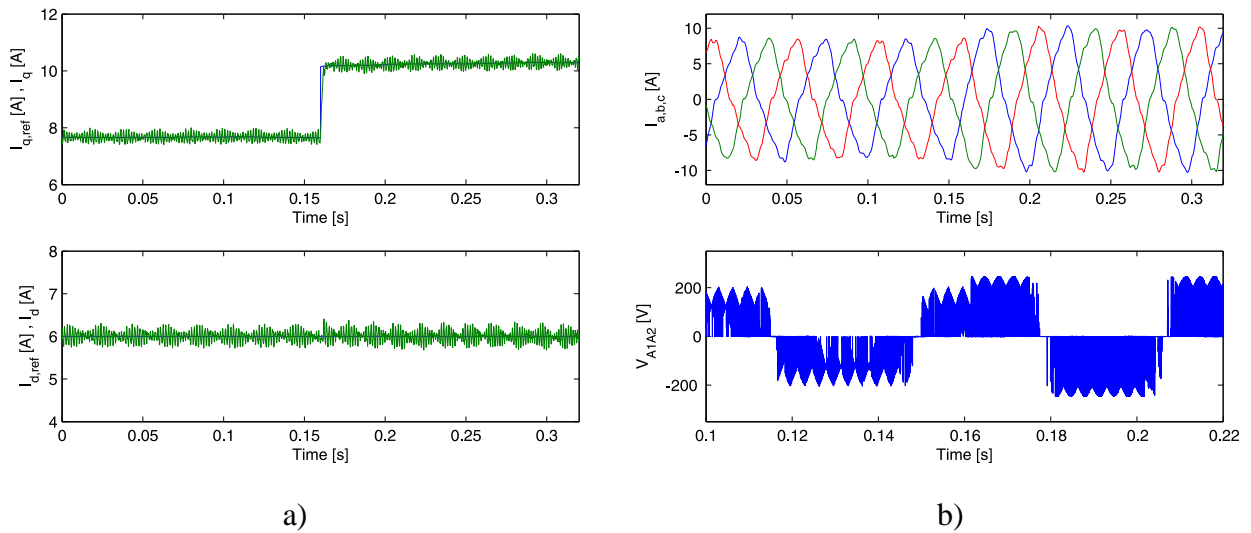 12
10
8
6
I_{q,ref} [A] , I_q [A]
0 0.05 0.1 0.15 0.2 0.25 0.3
Time [s]
8
7
6
5
4
I_{d,ref} [A] , I_d [A]
0 0.05 0.1 0.15 0.2 0.25 0.3
Time [s]
a)
10
5
0
-5
-10
I_{a,b,c} [A]
0 0.05 0.1 0.15 0.2 0.25 0.3
Time [s]
200
0
-200
V_{A1A2} [V]
0.1 0.12 0.14 0.16 0.18 0.2 0.22
Time [s]
b)